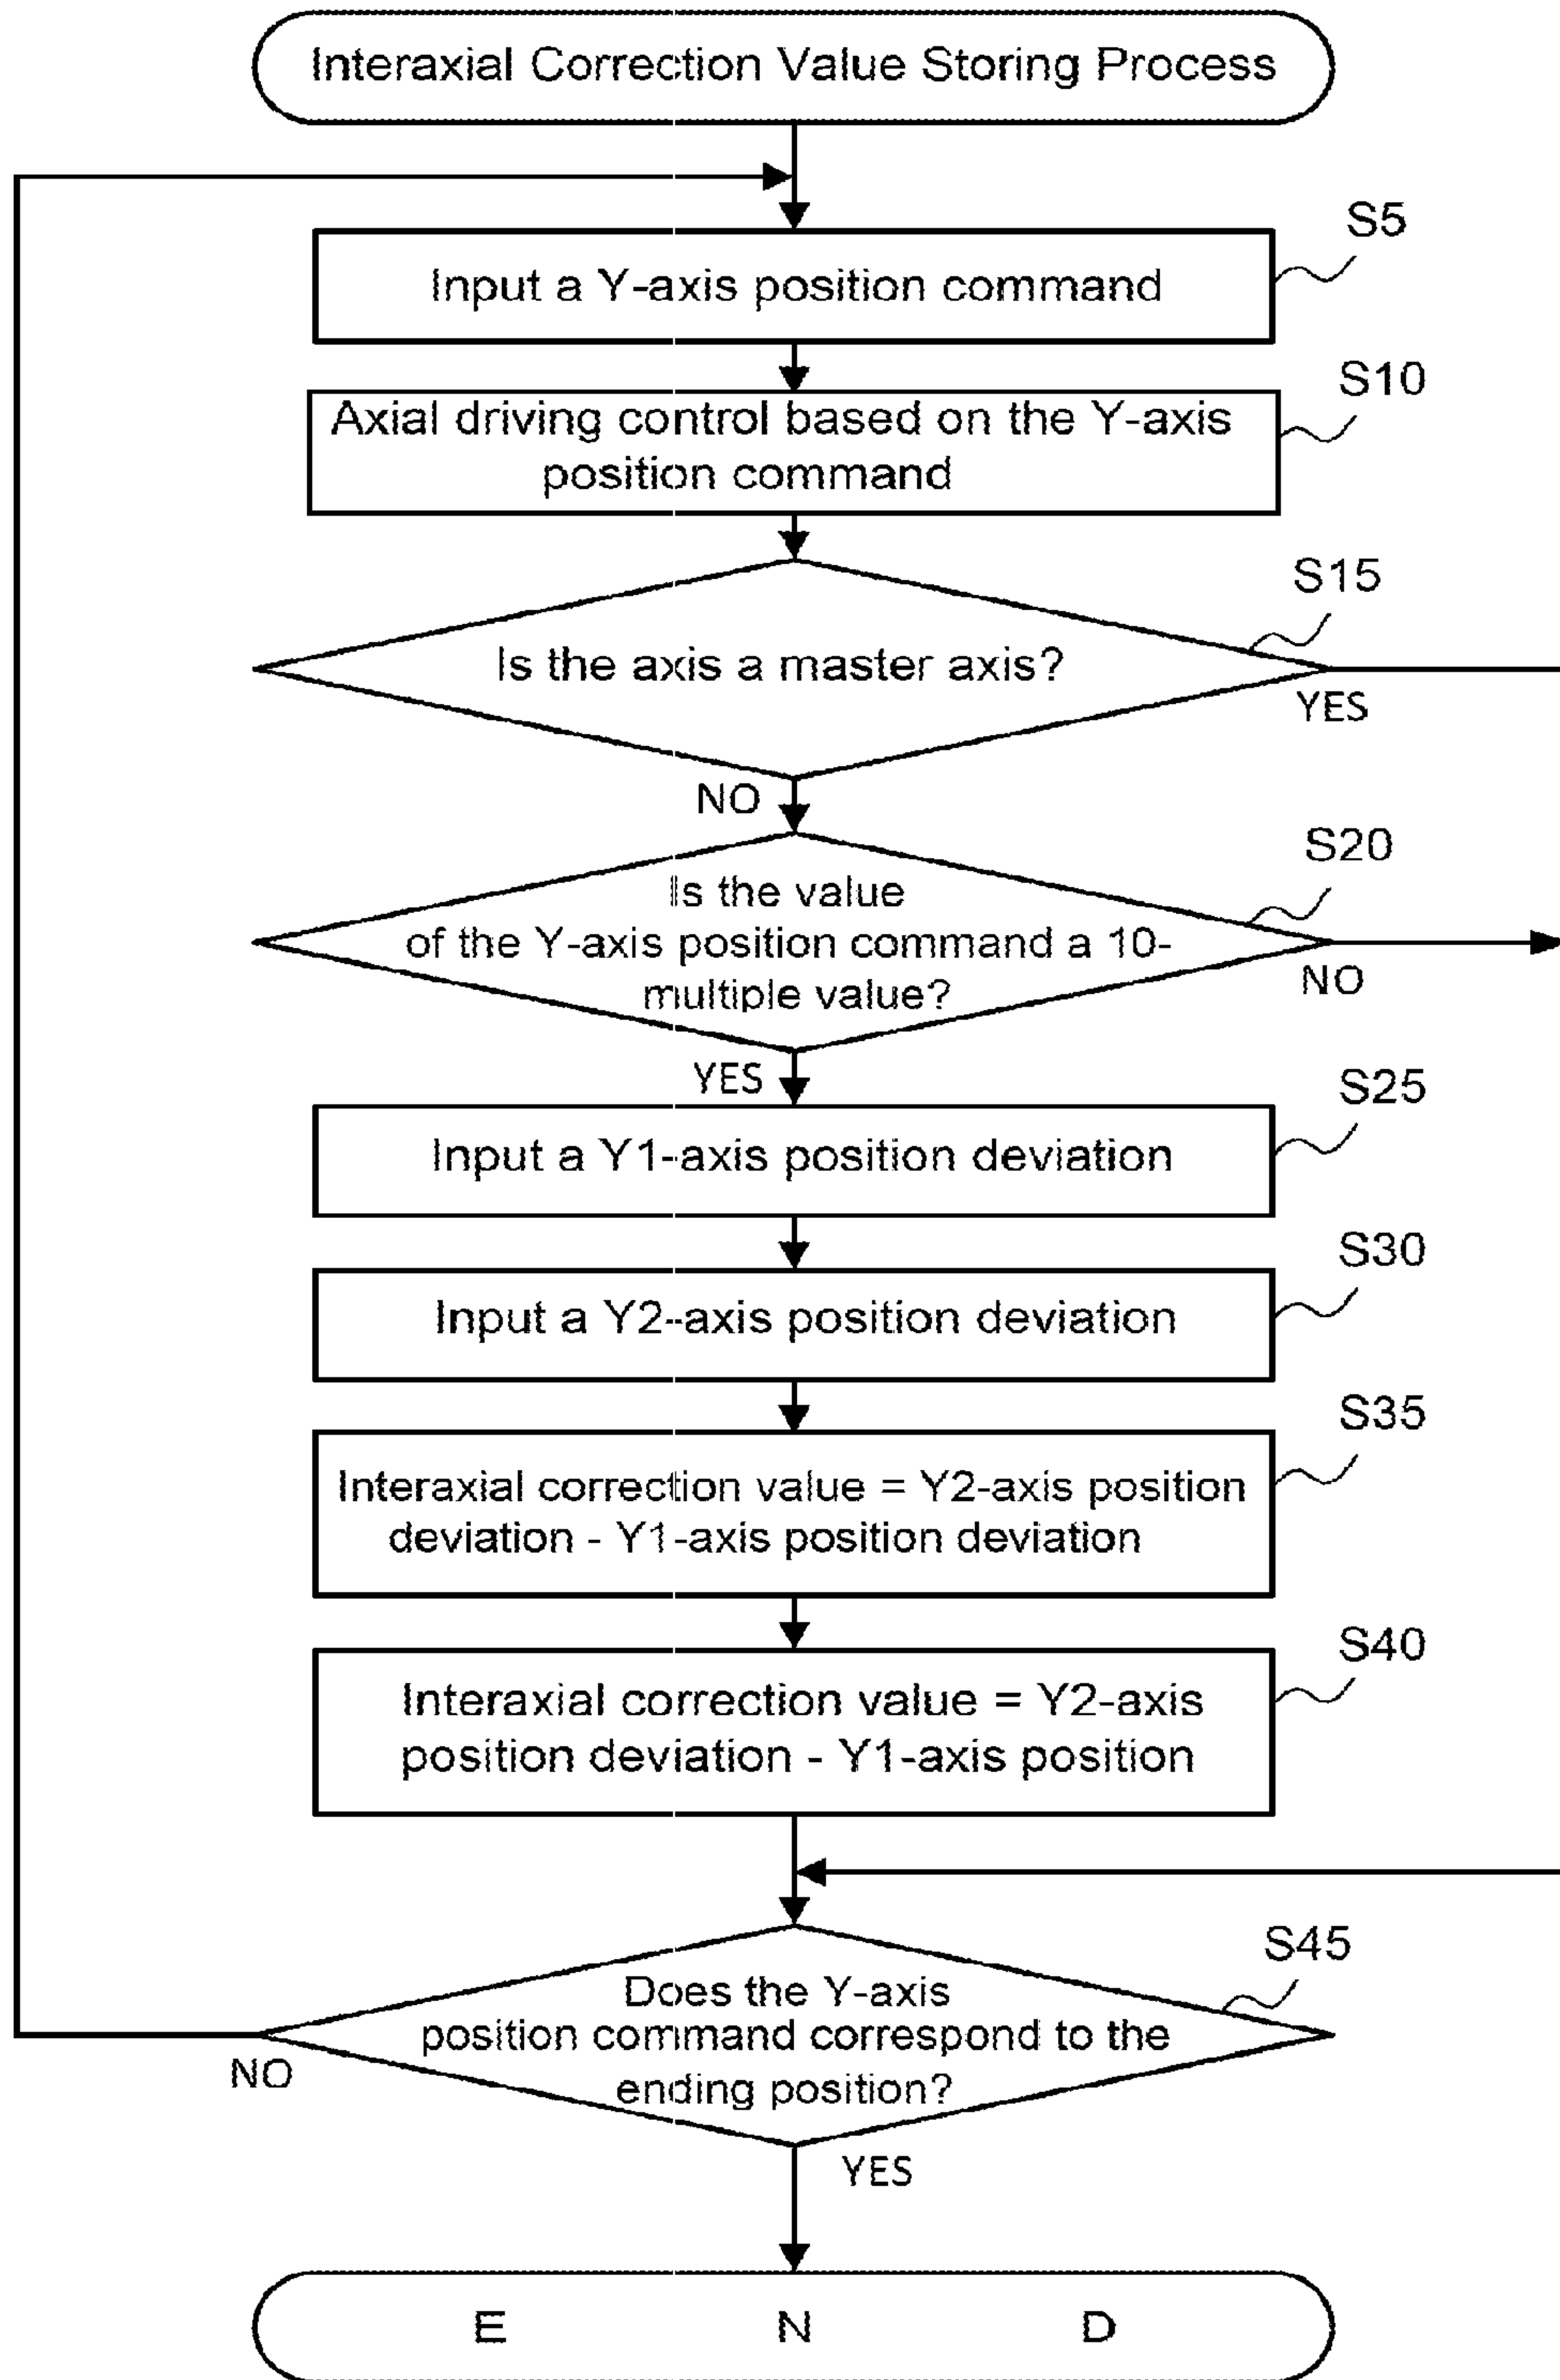 Interaxial Correction Value Storing Process
S5
Input a Y-axis position command
S10
Axial driving control based on the Y-axis
position command
S15
Is the axis a master axis?
YES
NO
S20
Is the value
of the Y-axis position command a 10-
multiple value?
NO
YES
S25
Input a Y1-axis position deviation
S30
Input a Y2-axis position deviation
S35
Interaxial correction value = Y2-axis position
deviation - Y1-axis position deviation
S40
Interaxial correction value = Y2-axis
position deviation - Y1-axis position
S45
Does the Y-axis
position command correspond to the
ending position?
NO
YES
E N D